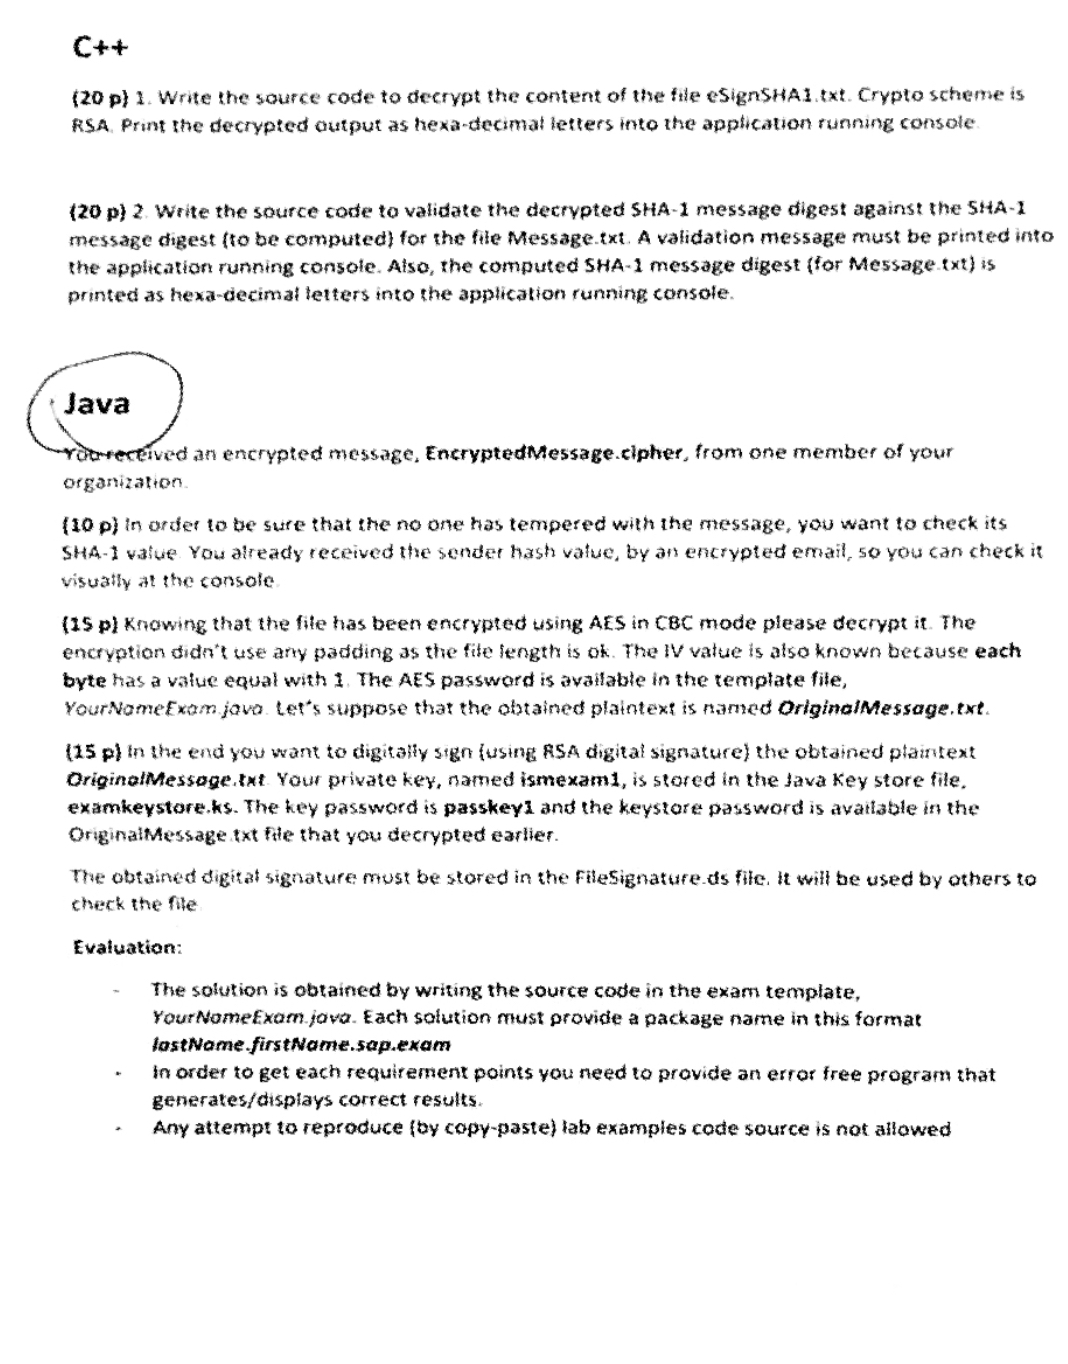 C++
(20 p) 1. Write the source code to decrypt the content of the file eSignSHA1.txt. Crypto scheme is
RSA. Print the decrypted output as hexa-decimal letters into the application running console.
(20 p) 2. Write the source code to validate the decrypted SHA-1 message digest against the SHA-1
message digest (to be computed) for the file Message.txt. A validation message must be printed into
the application running console. Also, the computed SHA-1 message digest (for Message.txt) is
printed as hexa-decimal letters into the application running console.
Java
You received an encrypted message, EncryptedMessage.cipher, from one member of your
organization.
(10 p) In order to be sure that the no one has tempered with the message, you want to check its
SHA-1 value. You already received the sender hash value, by an encrypted email, so you can check it
visually at the console.
(15 p) Knowing that the file has been encrypted using AES in CBC mode please decrypt it. The
encryption didn't use any padding as the file length is ok. The IV value is also known because each
byte has a value equal with 1. The AES password is available in the template file,
YourNameExam.java. Let's suppose that the obtained plaintext is named OriginalMessage.txt.
(15 p) In the end you want to digitally sign (using RSA digital signature) the obtained plaintext
OriginalMessage.txt. Your private key, named ismexam1, is stored in the Java Key store file,
examkeystore.ks. The key password is passkey1 and the keystore password is available in the
OriginalMessage.txt file that you decrypted earlier.
The obtained digital signature must be stored in the FileSignature.ds file. It will be used by others to
check the file
Evaluation:
- The solution is obtained by writing the source code in the exam template,
YourNameExam.java. Each solution must provide a package name in this format
lastName.firstName.sap.exam
- In order to get each requirement points you need to provide an error free program that
generates/displays correct results.
- Any attempt to reproduce (by copy-paste) lab examples code source is not allowed